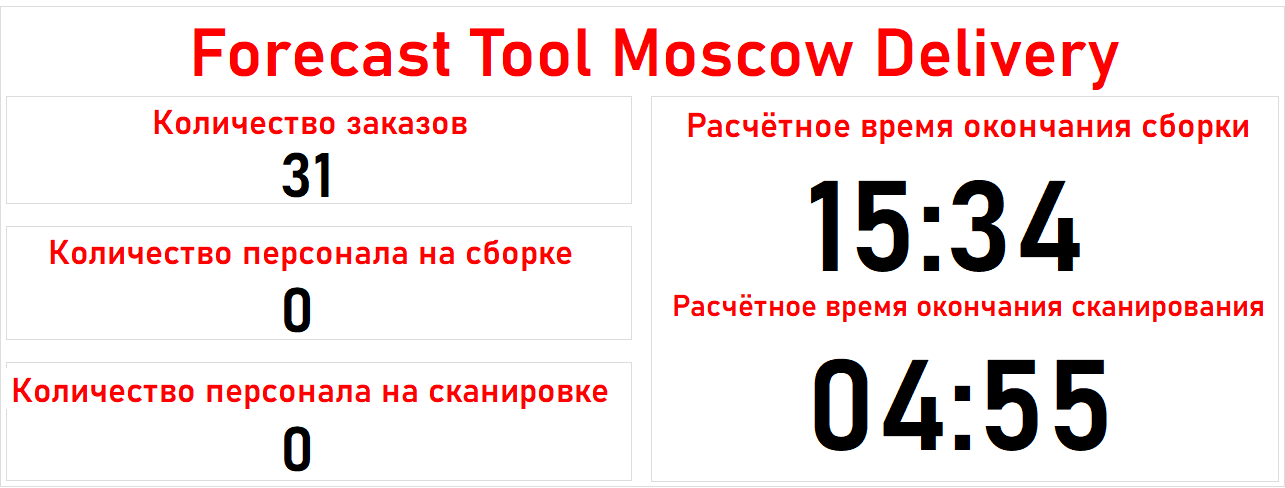 Forecast Tool Moscow Delivery
Количество заказов
31
Количество персонала на сборке
0
Количество персонала на сканировке
0
Расчётное время окончания сборки
15:34
Расчётное время окончания сканирования
04:55